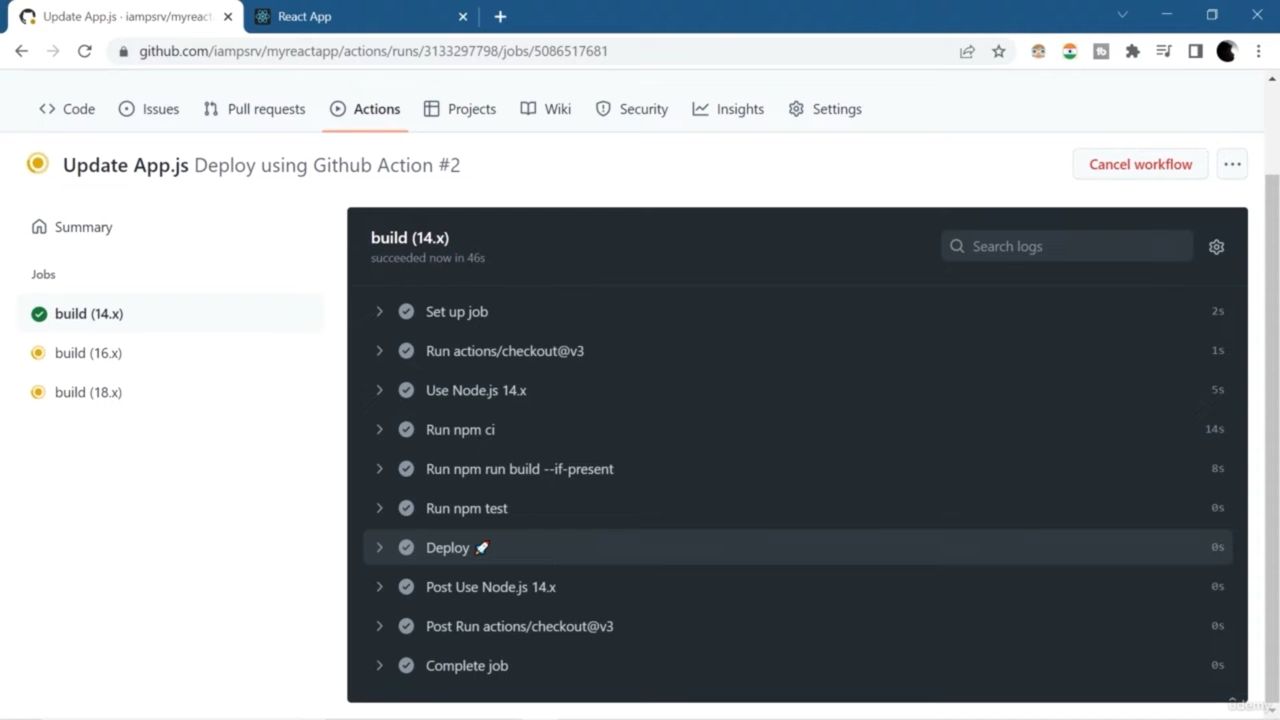 Update App.js · iampsrv/myreact
React App
github.com/iampsrv/myreactapp/actions/runs/3133297798/jobs/5086517681
Code
Issues
Pull requests
Actions
Projects
Wiki
Security
Insights
Settings
Update App.js Deploy using Github Action #2
Cancel workflow
Summary
Jobs
build (14.x)
build (16.x)
build (18.x)
build (14.x)
succeeded now in 46s
Search logs
Set up job 2s
Run actions/checkout@v3 1s
Use Node.js 14.x 5s
Run npm ci 14s
Run npm run build --if-present 8s
Run npm test 0s
Deploy 🚀 0s
Post Use Node.js 14.x 0s
Post Run actions/checkout@v3 0s
Complete job 0s
Udemy